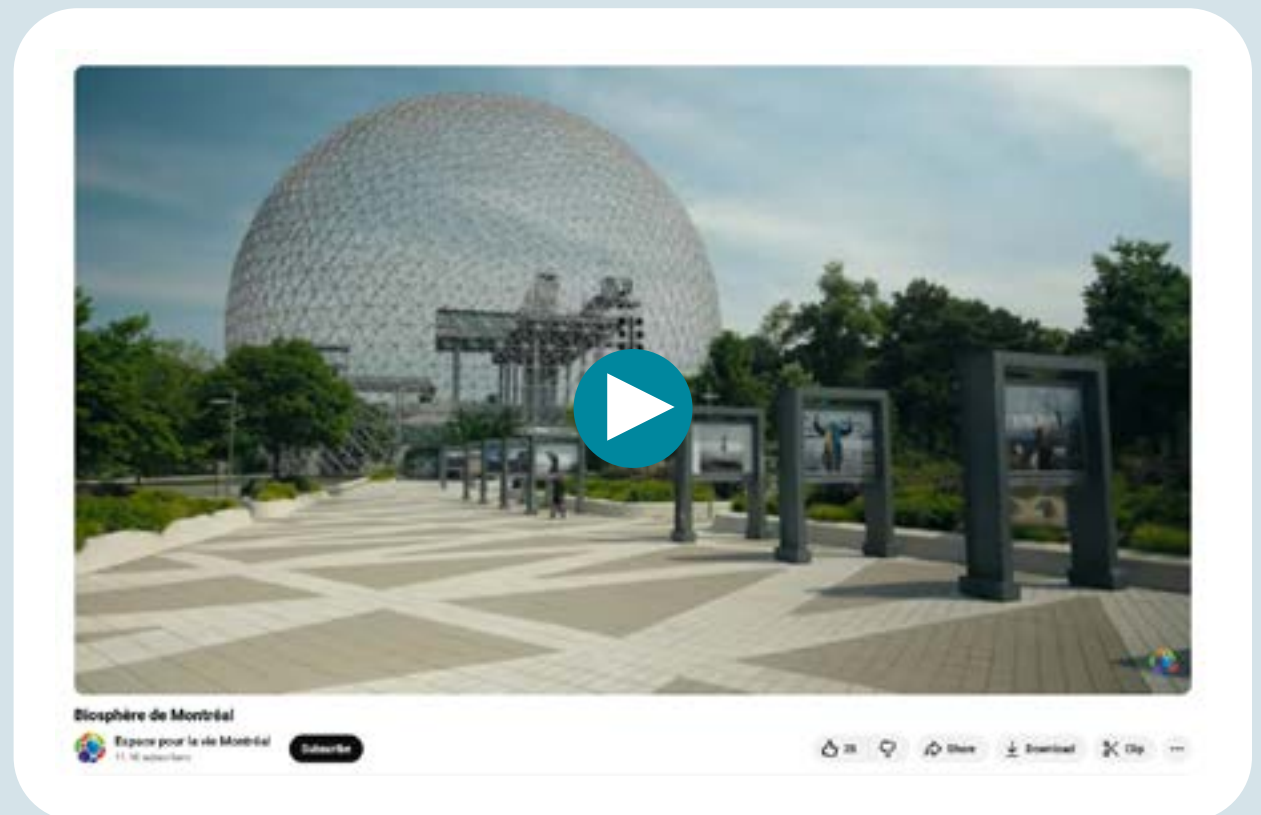 Biosphère de Montréal
Espace pour la vie Montréal
Subscribe
Share
Download
Clip